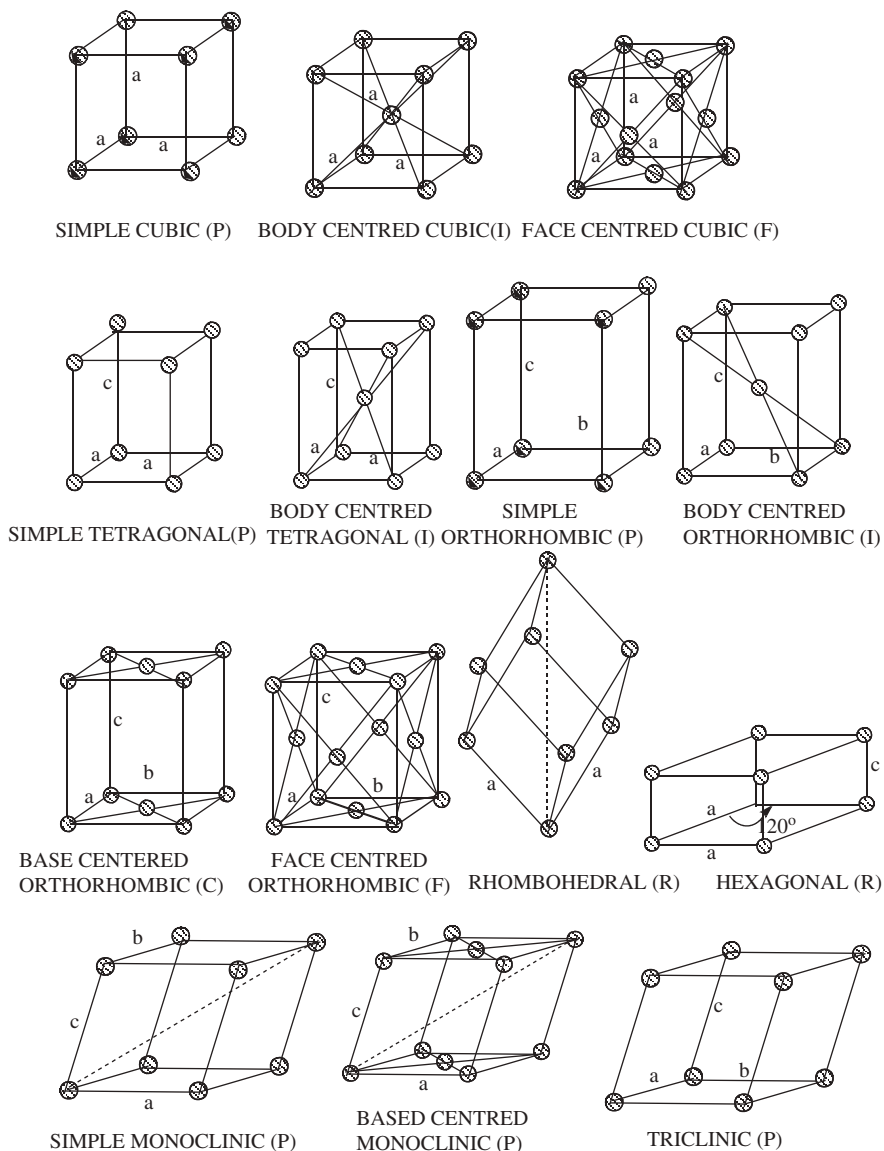 a
a
a
a
a
a
a
a
a
SIMPLE CUBIC (P)
BODY CENTRED CUBIC(I)
FACE CENTRED CUBIC (F)
c
a
a
c
a
a
c
b
a
c
a
b
SIMPLE TETRAGONAL(P)
BODY CENTRED
TETRAGONAL (I)
SIMPLE
ORTHORHOMBIC (P)
BODY CENTRED
ORTHORHOMBIC (I)
c
b
a
c
b
a
a
a
c
a
120o
a
BASE CENTERED
ORTHORHOMBIC (C)
FACE CENTRED
ORTHORHOMBIC (F)
RHOMBOHEDRAL (R)
HEXAGONAL (R)
b
c
a
b
c
a
c
a
b
SIMPLE MONOCLINIC (P)
BASED CENTRED
MONOCLINIC (P)
TRICLINIC (P)